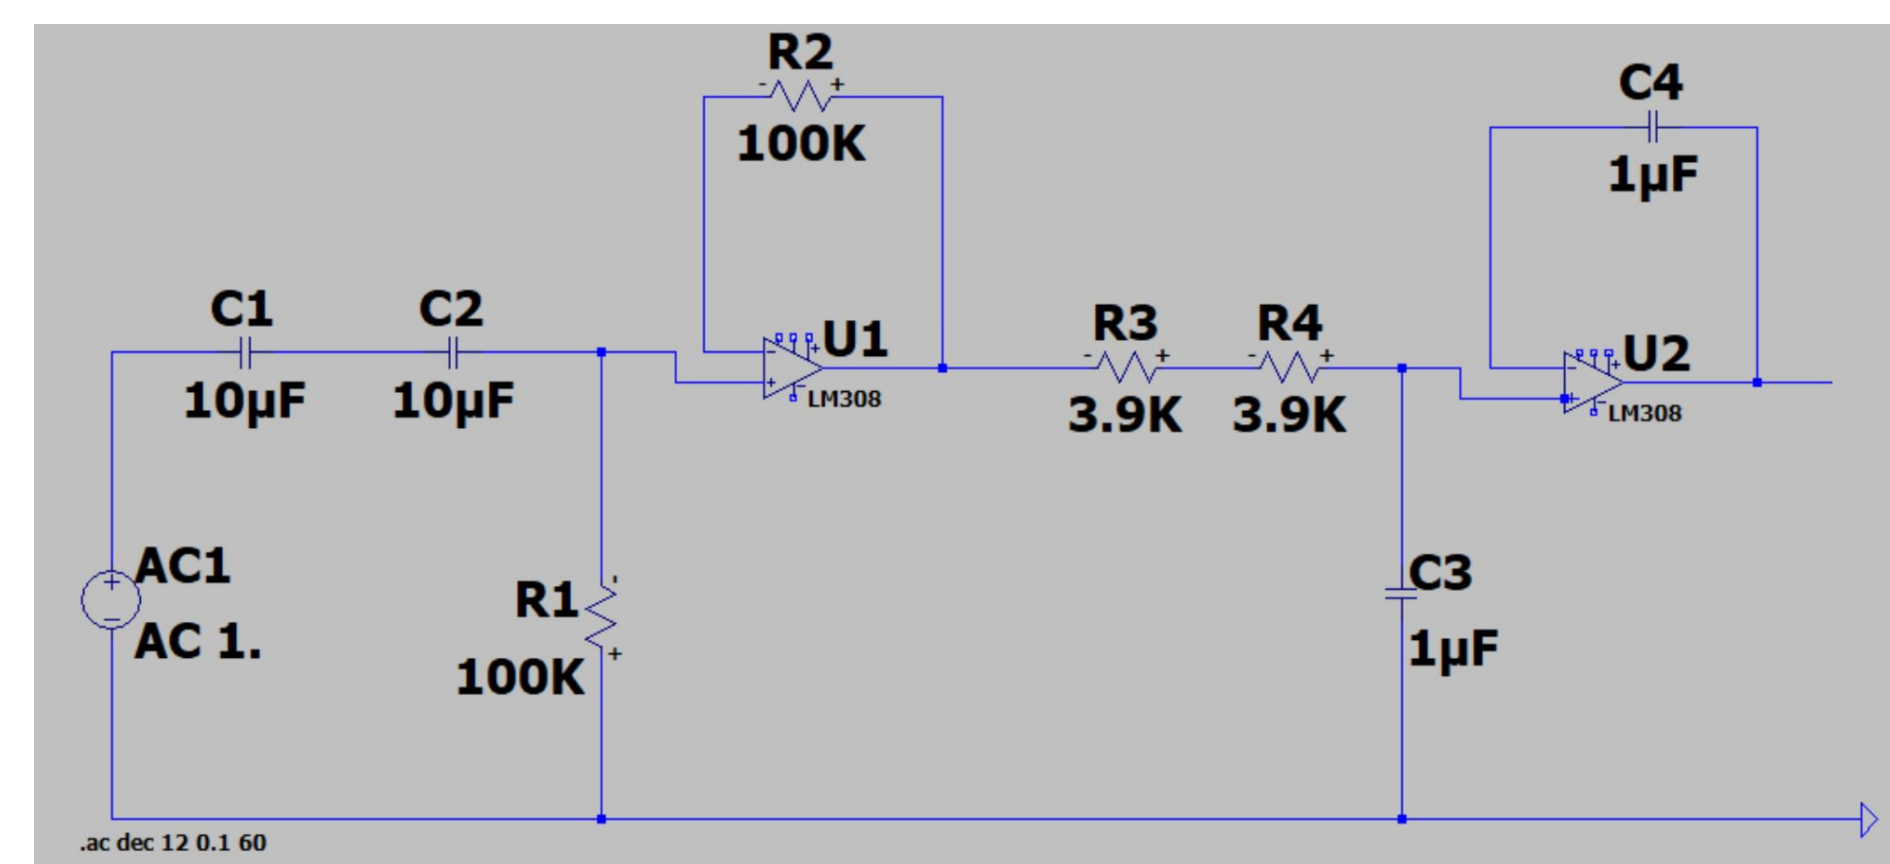 R2
100K
C4
1µF
C1
10µF
C2
10µF
U1
LM308
R3
3.9K
R4
3.9K
U2
LM308
AC1
AC 1.
R1
100K
C3
1µF
.ac dec 12 0.1 60